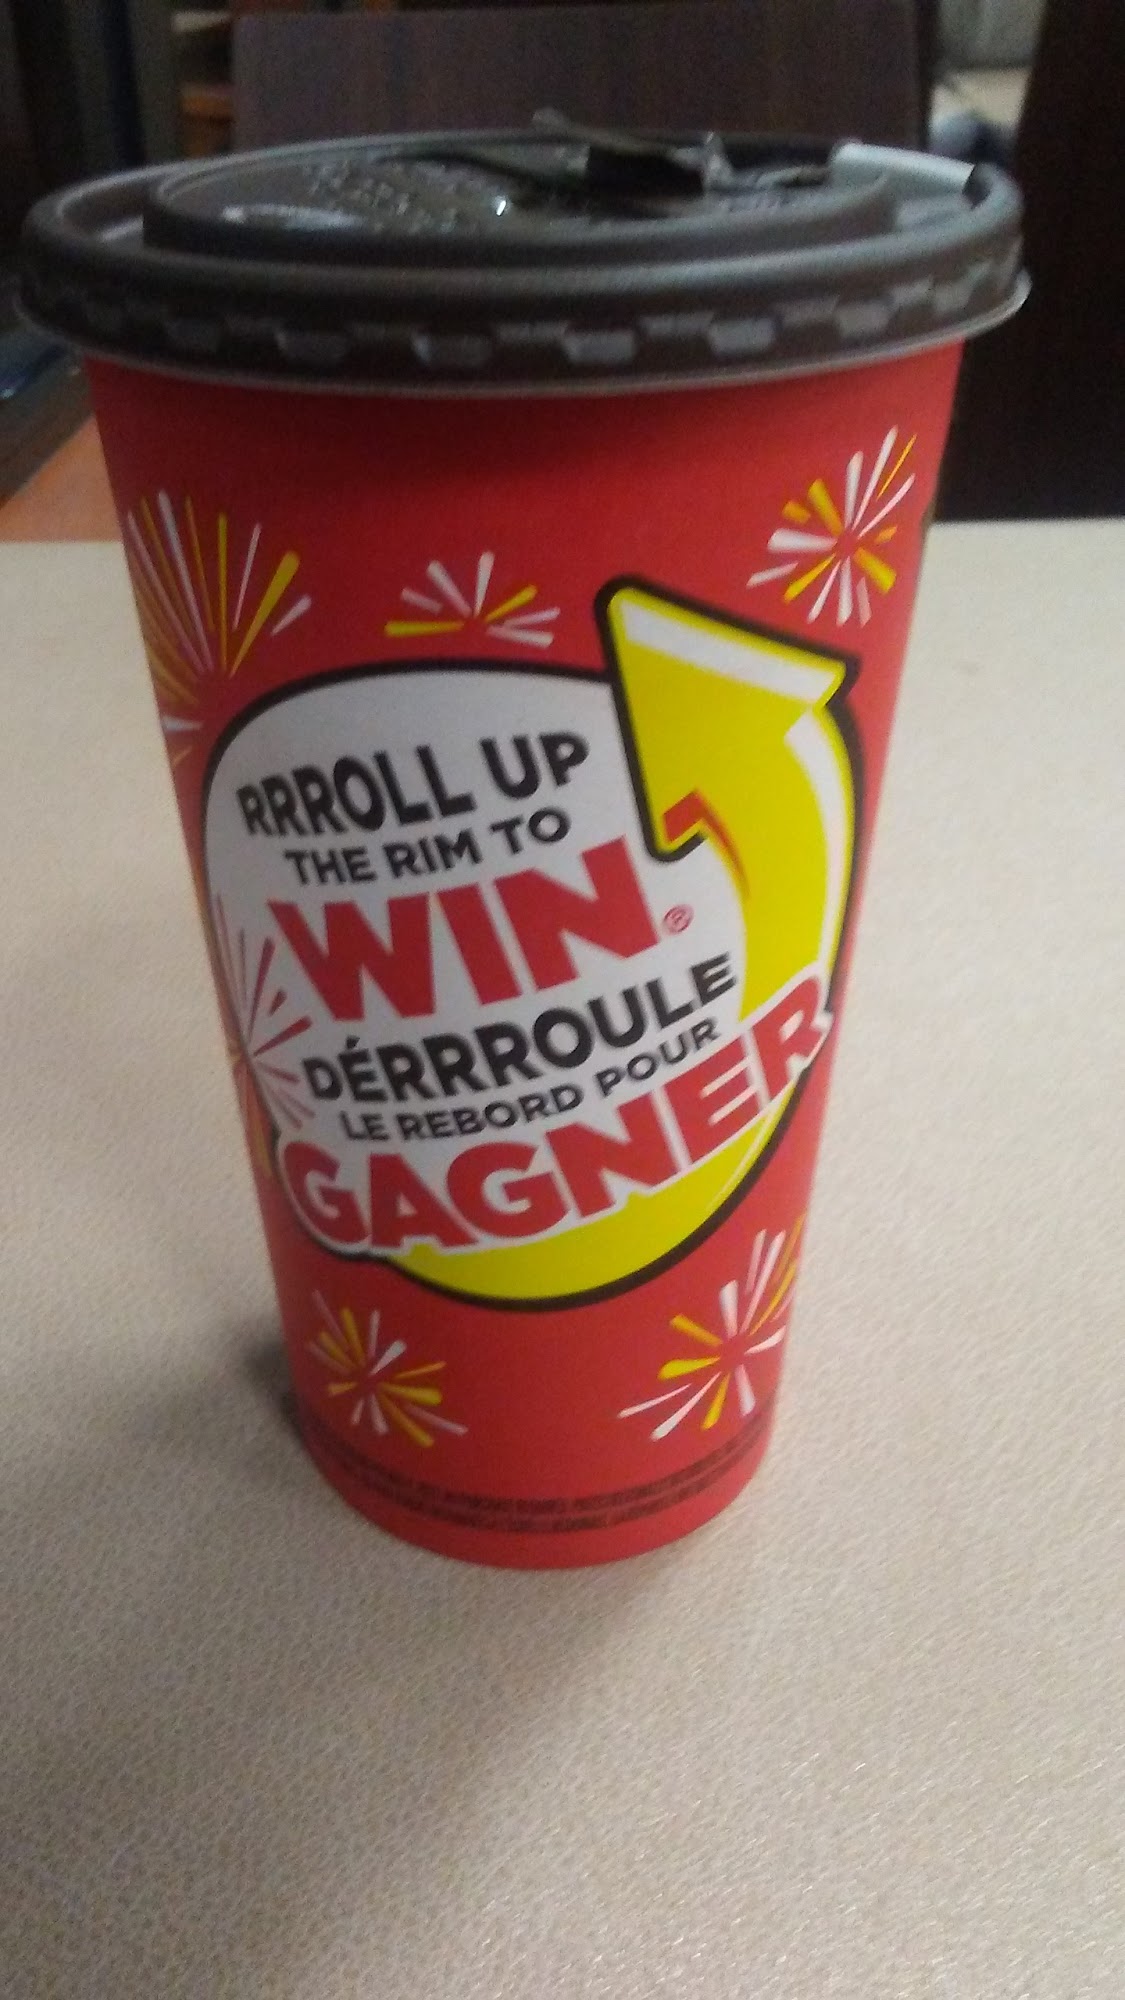 RRROLL UP
THE RIM TO
WIN®
DÉRRROULE
LE REBORD POUR
GAGNER